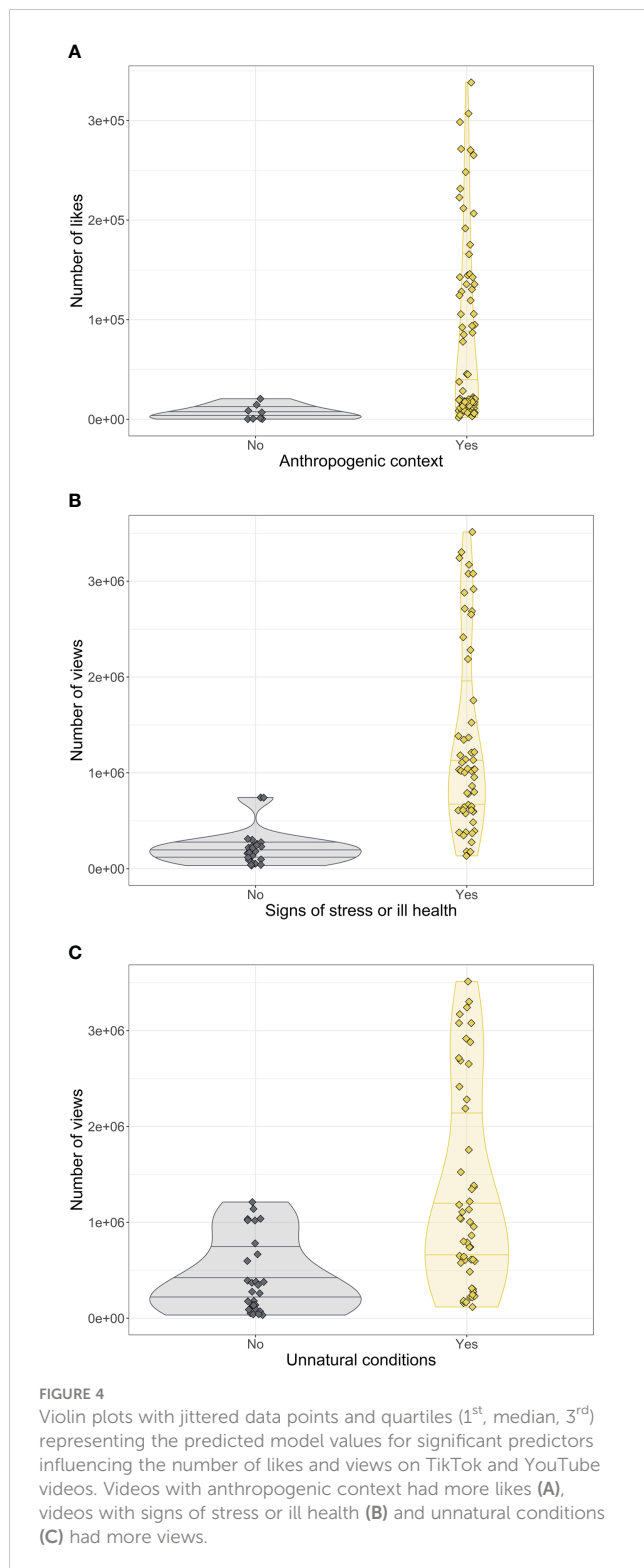 A
Number of likes
3e+05
2e+05
1e+05
0e+00
No
Yes
Anthropogenic context
B
Number of views
3e+06
2e+06
1e+06
0e+00
No
Yes
Signs of stress or ill health
C
Number of views
3e+06
2e+06
1e+06
0e+00
No
Yes
Unnatural conditions
FIGURE 4
Violin plots with jittered data points and quartiles (1st, median, 3rd)
representing the predicted model values for significant predictors
influencing the number of likes and views on TikTok and YouTube
videos. Videos with anthropogenic context had more likes (A),
videos with signs of stress or ill health (B) and unnatural conditions
(C) had more views.